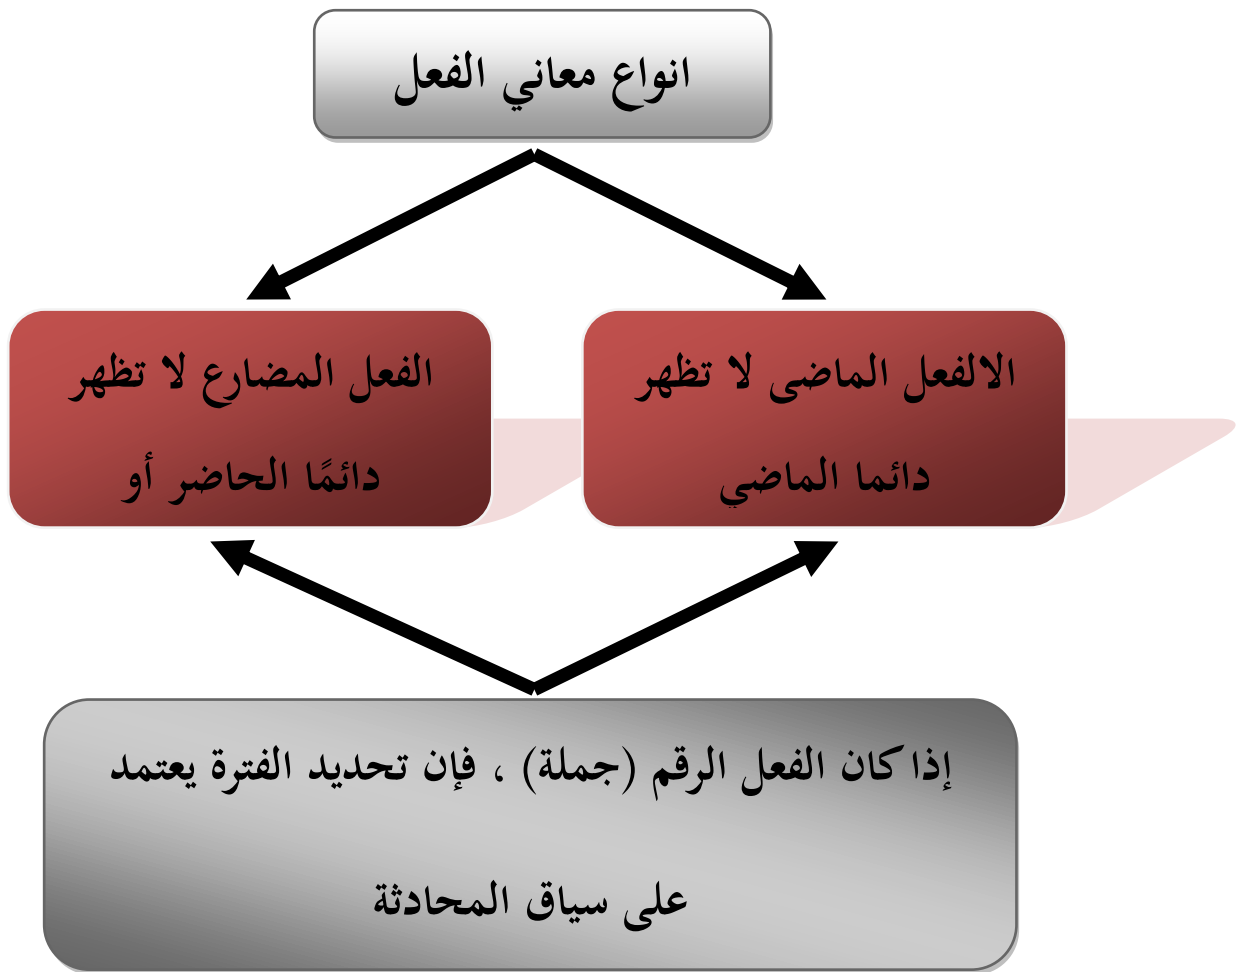 انواع معاني الفعل
الالفعل الماضى لا تظهر
دائما الماضي
الفعل المضارع لا تظهر
دائمًا الحاضر أو
إذا كان الفعل الرقم (جملة) ، فإن تحديد الفترة يعتمد
على سياق المحادثة